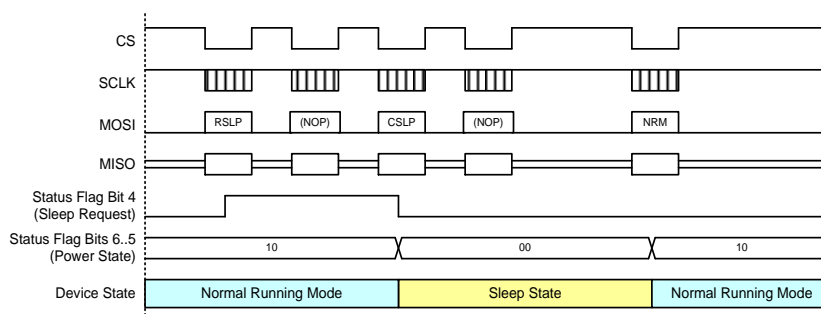 CS
SCLK
MOSI
RSLP
(NOP)
CSLP
(NOP)
NRM
MISO
Status Flag Bit 4
(Sleep Request)
Status Flag Bits 6..5
(Power State)
10
00
10
Device State
Normal Running Mode
Sleep State
Normal Running Mode